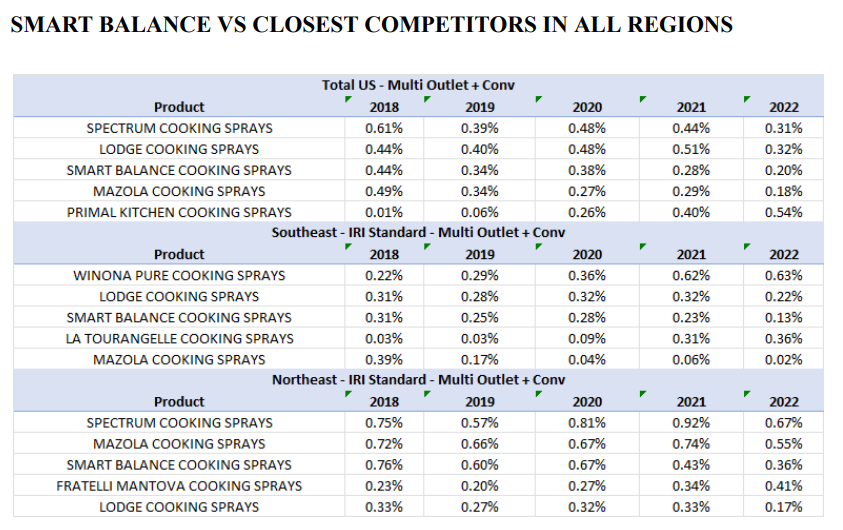 SMART BALANCE VS CLOSEST COMPETITORS IN ALL REGIONS
Total US - Multi Outlet + Conv
Product 2018 2019 2020 2021 2022
SPECTRUM COOKING SPRAYS 0.61% 0.39% 0.48% 0.44% 0.31%
LODGE COOKING SPRAYS 0.44% 0.40% 0.48% 0.51% 0.32%
SMART BALANCE COOKING SPRAYS 0.44% 0.34% 0.38% 0.28% 0.20%
MAZOLA COOKING SPRAYS 0.49% 0.34% 0.27% 0.29% 0.18%
PRIMAL KITCHEN COOKING SPRAYS 0.01% 0.06% 0.26% 0.40% 0.54%
Southeast - IRI Standard - Multi Outlet + Conv
Product 2018 2019 2020 2021 2022
WINONA PURE COOKING SPRAYS 0.22% 0.29% 0.36% 0.62% 0.63%
LODGE COOKING SPRAYS 0.31% 0.28% 0.32% 0.32% 0.22%
SMART BALANCE COOKING SPRAYS 0.31% 0.25% 0.28% 0.23% 0.13%
LA TOURANGELLE COOKING SPRAYS 0.03% 0.03% 0.09% 0.31% 0.36%
MAZOLA COOKING SPRAYS 0.39% 0.17% 0.04% 0.06% 0.02%
Northeast - IRI Standard - Multi Outlet + Conv
Product 2018 2019 2020 2021 2022
SPECTRUM COOKING SPRAYS 0.75% 0.57% 0.81% 0.92% 0.67%
MAZOLA COOKING SPRAYS 0.72% 0.66% 0.67% 0.74% 0.55%
SMART BALANCE COOKING SPRAYS 0.76% 0.60% 0.67% 0.43% 0.36%
FRATELLI MANTOVA COOKING SPRAYS 0.23% 0.20% 0.27% 0.34% 0.41%
LODGE COOKING SPRAYS 0.33% 0.27% 0.32% 0.33% 0.17%